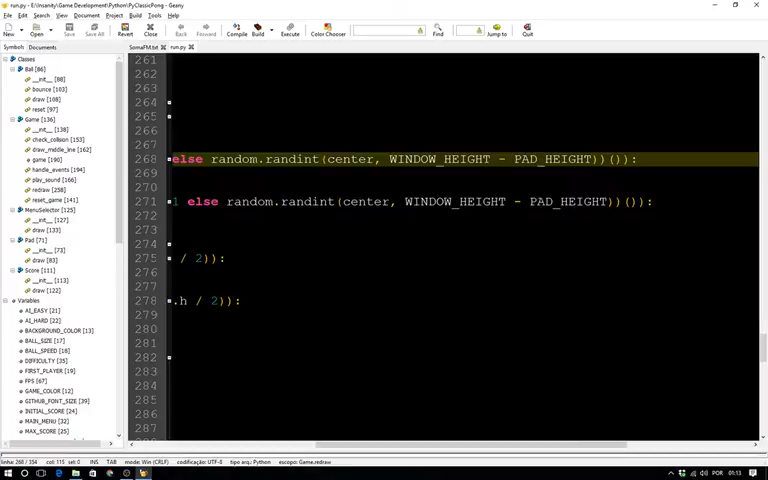 run.py - E:\Insanity\Game Development\Python\PyClassicPong - Geany
File Edit Search View Document Project Build Tools Help
New Open Save Save All Revert Close Back Forward Compile Build Execute Color Chooser Find Jump to Quit
Symbols Documents SomaFM.txt run.py
Classes
Ball [86]
__init__ [88]
bounce [103]
draw [108]
reset [97]
Game [136]
__init__ [138]
check_collision [153]
draw_middle_line [162]
game [190]
handle_events [194]
play_sound [166]
redraw [258]
reset_game [141]
MenuSelector [125]
__init__ [127]
draw [133]
Pad [71]
__init__ [73]
draw [83]
Score [111]
__init__ [113]
draw [122]
Variables
AI_EASY [21]
AI_HARD [22]
BACKGROUND_COLOR [13]
BALL_SIZE [17]
BALL_SPEED [18]
DIFFICULTY [35]
FIRST_PLAYER [19]
FPS [67]
GAME_COLOR [12]
GITHUB_FONT_SIZE [39]
INITIAL_SCORE [24]
MAIN_MENU [32]
MAX_SCORE [25]
261
262
263
264
265
266
267
268 else random.randint(center, WINDOW_HEIGHT - PAD_HEIGHT))()):
269
270
271 1 else random.randint(center, WINDOW_HEIGHT - PAD_HEIGHT))()):
272
273
274
275 / 2)):
276
277
278 .h / 2)):
279
280
281
282
283
284
285
286
287
linha: 268 / 354 col: 115 sel: 0 INS TAB mode: Win (CRLF) codificação: UTF-8 tipo arq.: Python escopo: Game.redraw
POR 01:13